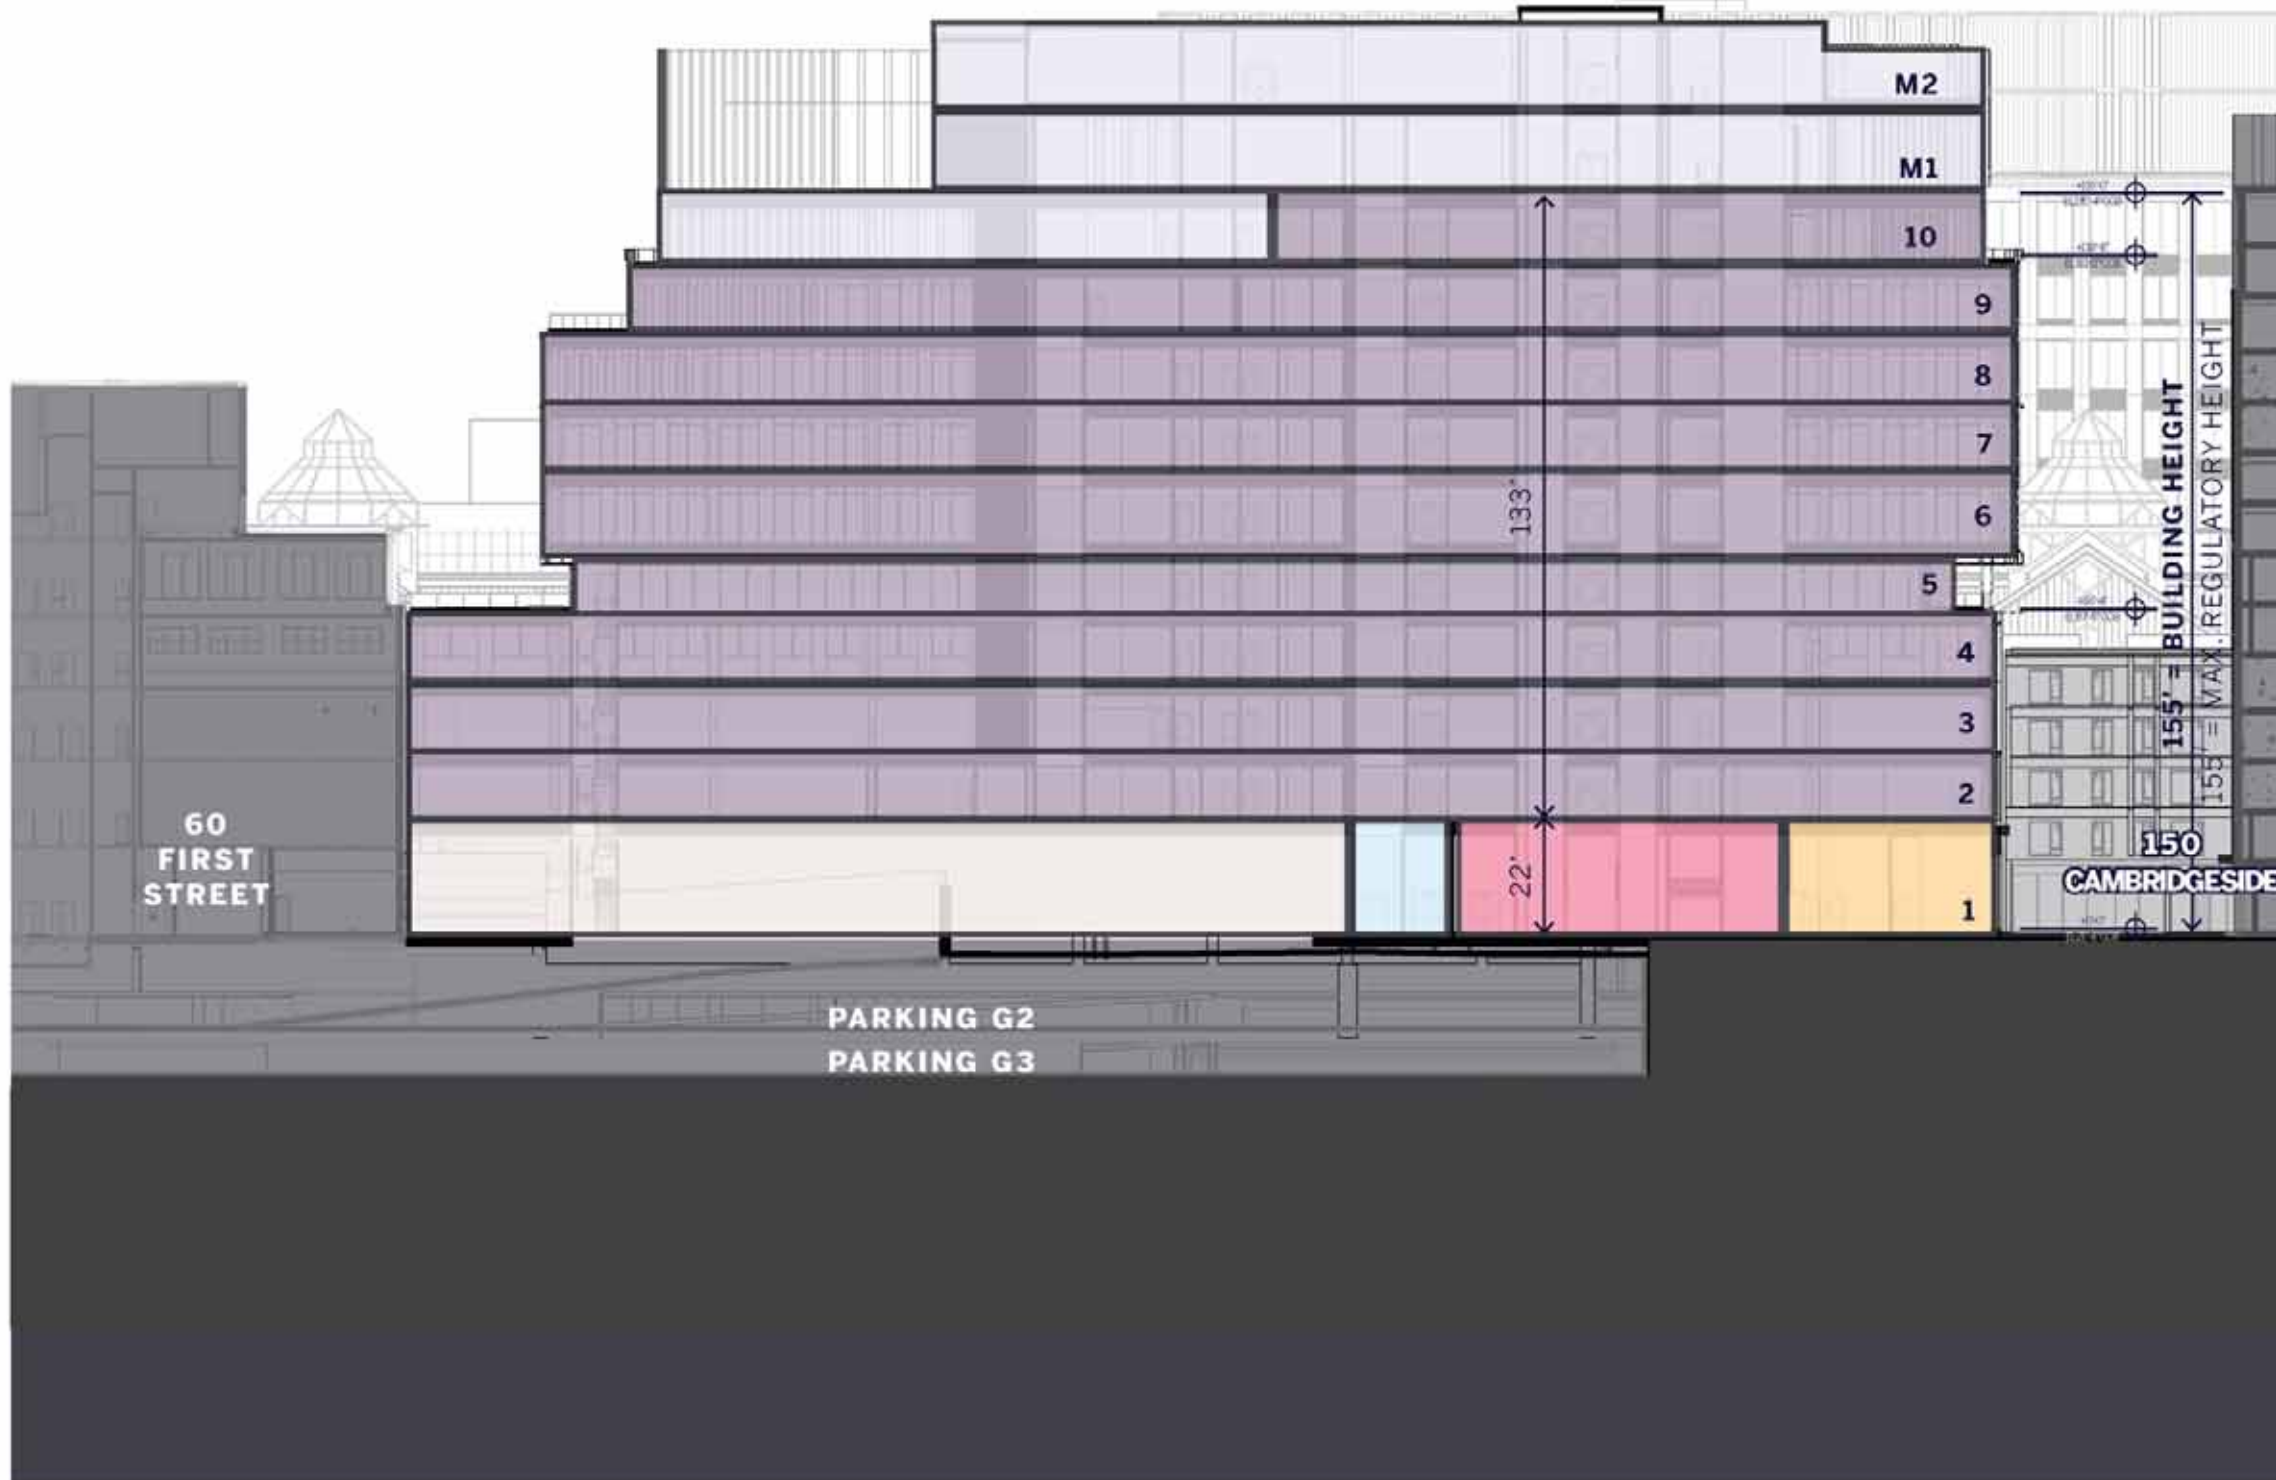 M2
M1
10
9
8
7
6
5
4
3
2
1
133'
22'
155' = BUILDING HEIGHT
155' = MAX. REGULATORY HEIGHT
60
FIRST
STREET
150
CAMBRIDGESIDE
PARKING G2
PARKING G3